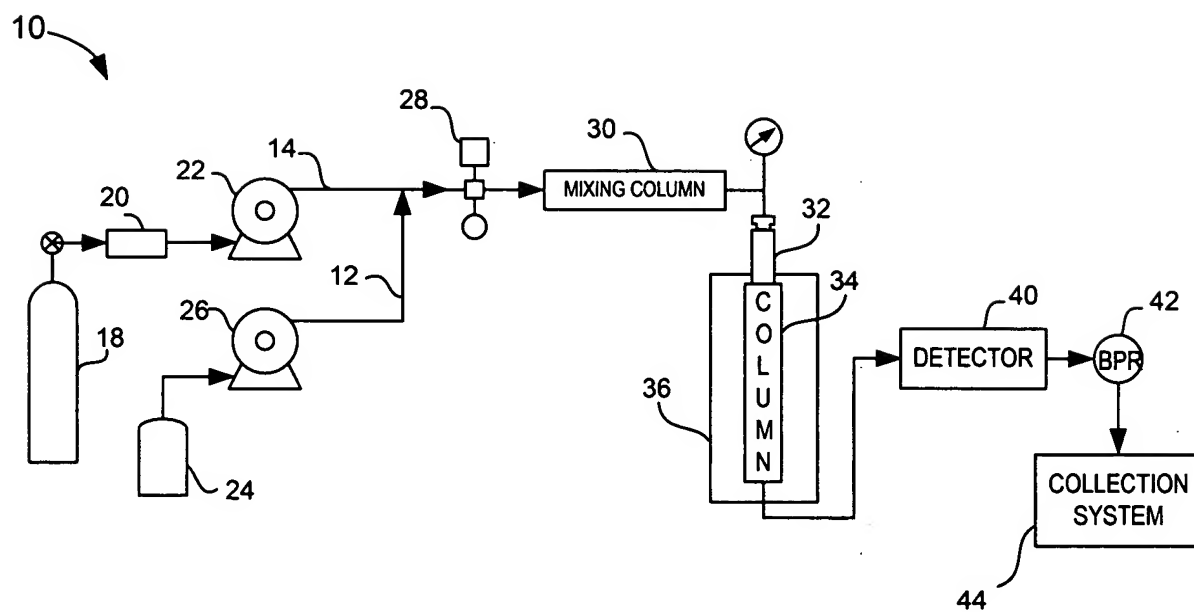 10
28
30
14
22
MIXING COLUMN
20
32
12
34
26
COLUMN
40
42
18
DETECTOR
BPR
36
24
COLLECTION
SYSTEM
44